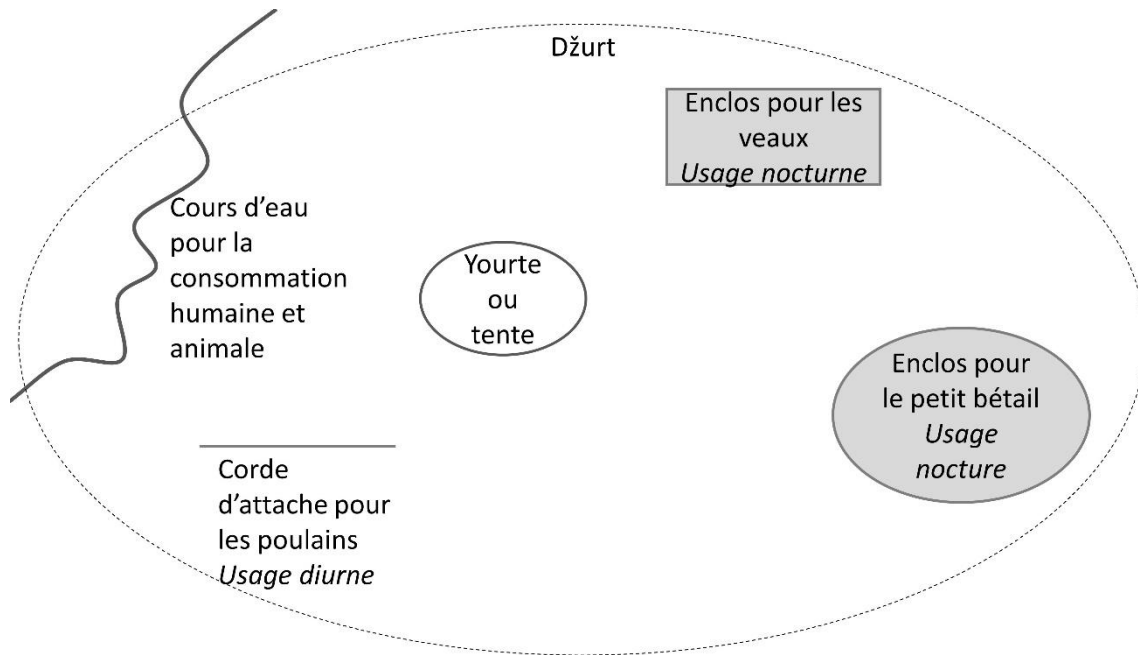 Džurt
Enclos pour les
veaux
Usage nocturne
Cours d’eau
pour la
consommation
humaine et
animale
Yourte
ou
tente
Enclos pour
le petit bétail
Usage
nocture
Corde
d’attache pour
les poulains
Usage diurne